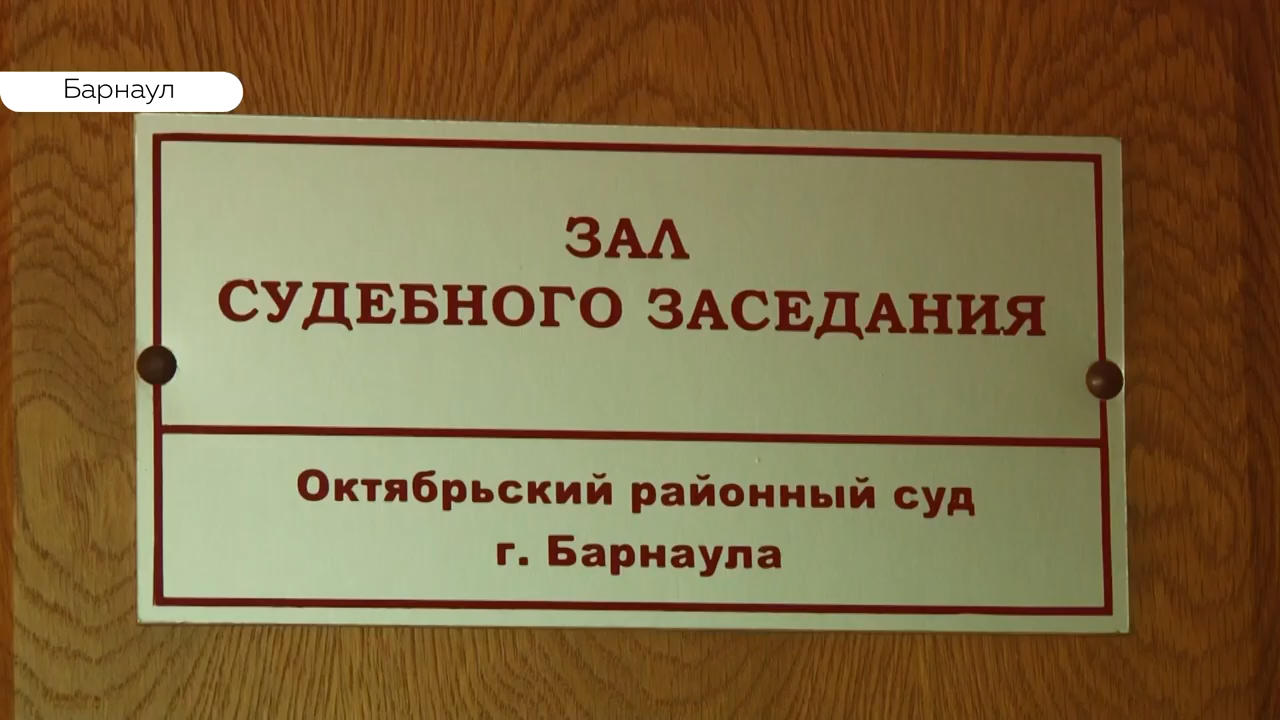 Барнаул
ЗАЛ
СУДЕБНОГО ЗАСЕДАНИЯ
Октябрьский районный суд
г. Барнаула